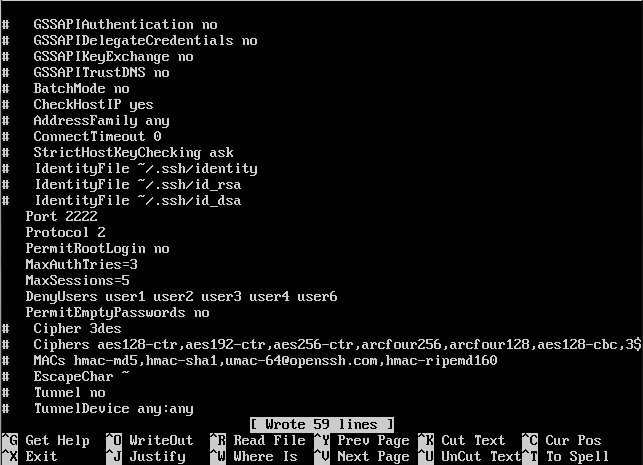 #   GSSAPIAuthentication no
#   GSSAPIDelegateCredentials no
#   GSSAPIKeyExchange no
#   GSSAPITrustDNS no
#   BatchMode no
#   CheckHostIP yes
#   AddressFamily any
#   ConnectTimeout 0
#   StrictHostKeyChecking ask
#   IdentityFile ~/.ssh/identity
#   IdentityFile ~/.ssh/id_rsa
#   IdentityFile ~/.ssh/id_dsa
   Port 2222
   Protocol 2
   PermitRootLogin no
   MaxAuthTries=3
   MaxSessions=5
   DenyUsers user1 user2 user3 user4 user6
   PermitEmptyPasswords no
#   Cipher 3des
#   Ciphers aes128-ctr,aes192-ctr,aes256-ctr,arcfour256,arcfour128,aes128-cbc,3$
#   MACs hmac-md5,hmac-sha1,umac-64@openssh.com,hmac-ripemd160
#   EscapeChar ~
#   Tunnel no
#   TunnelDevice any:any
[ Wrote 59 lines ]
^G Get Help  ^O WriteOut  ^R Read File ^Y Prev Page ^K Cut Text  ^C Cur Pos
^X Exit      ^J Justify   ^W Where Is  ^V Next Page ^U UnCut Text^T To Spell